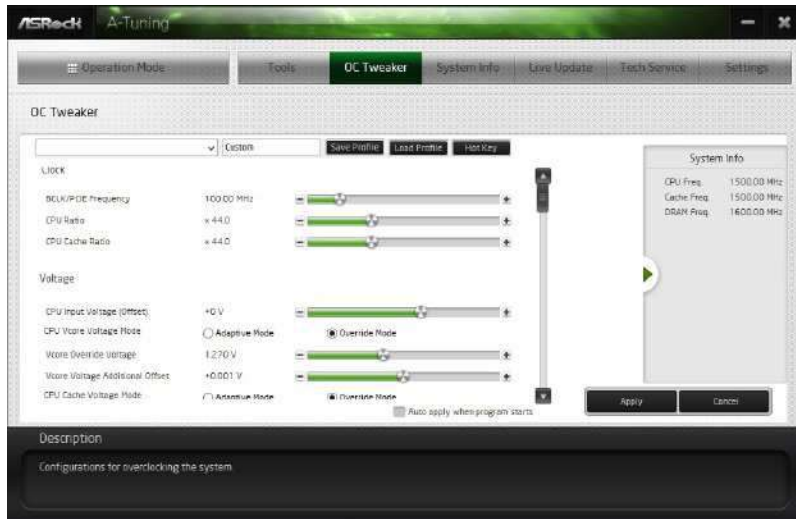 ASRock A-Tuning
Operation Mode Tools OC Tweaker System Info Live Update Tech Service Settings
OC Tweaker
Custom Save Profile Load Profile Hot Key
Clock
BCLK/PCIE Frequency 100.00 MHz
CPU Ratio x 44.0
CPU Cache Ratio x 44.0
Voltage
CPU Input Voltage (Offset) +0 V
CPU Vcore Voltage Mode Adaptive Mode Override Mode
Vcore Override Voltage 1.270 V
Vcore Voltage Additional Offset +0.001 V
CPU Cache Voltage Mode Adaptive Mode Override Mode
Auto apply when program starts
System Info
CPU Freq. 1500.00 MHz
Cache Freq. 1500.00 MHz
DRAM Freq. 1600.00 MHz
Apply Cancel
Description
Configurations for overclocking the system.